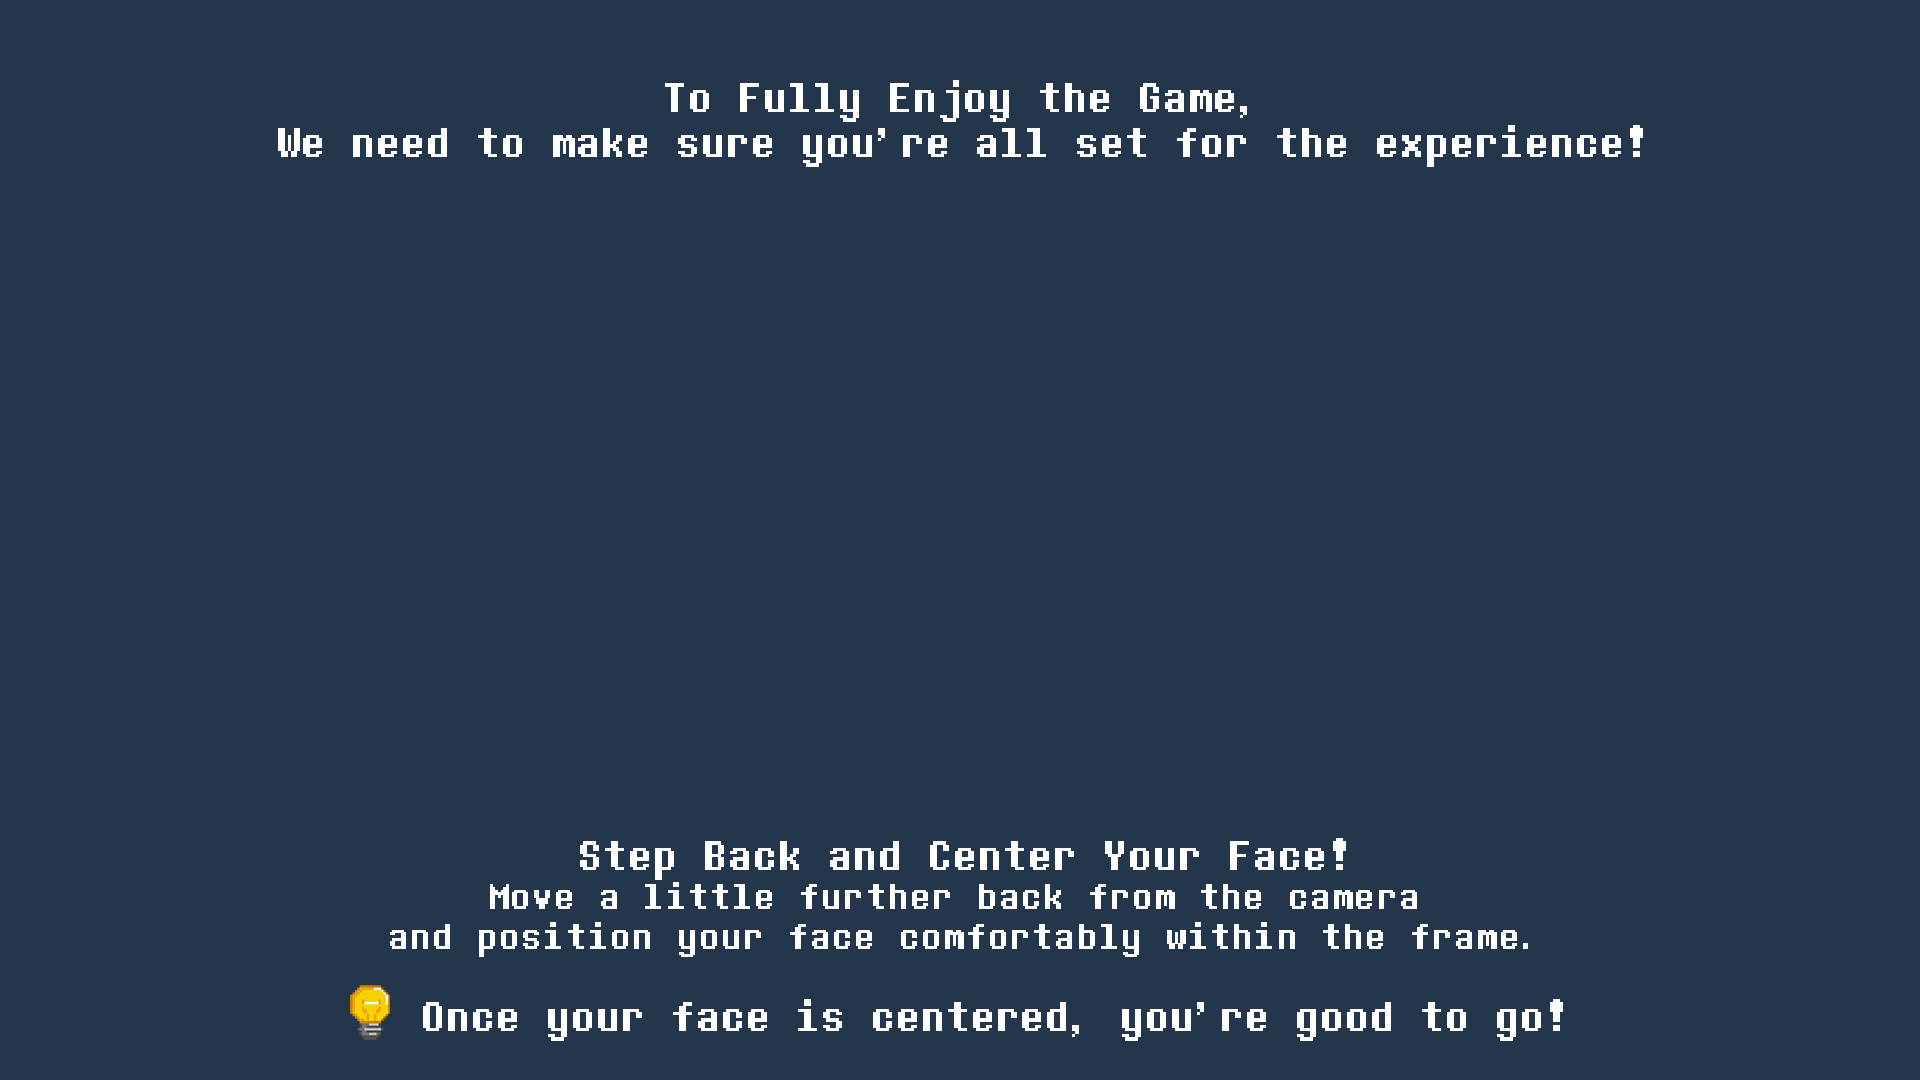 To Fully Enjoy the Game,
We need to make sure you're all set for the experience!
Step Back and Center Your Face!
Move a little further back from the camera
and position your face comfortably within the frame.
Once your face is centered, you're good to go!